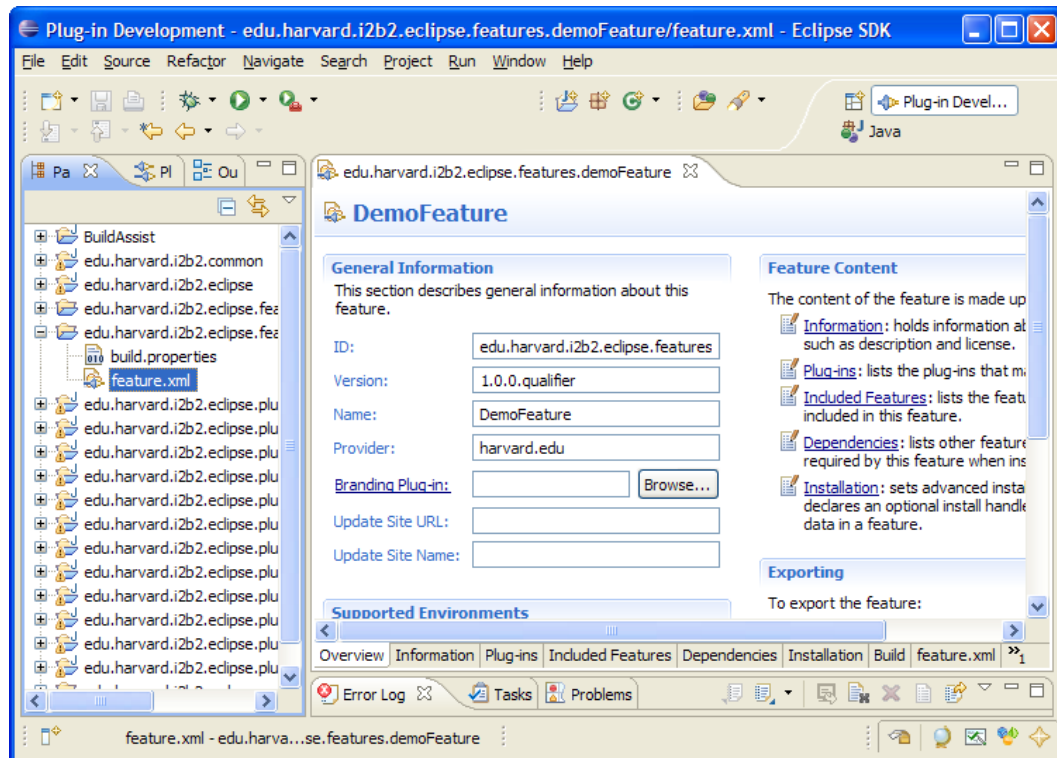 Plug-in Development - edu.harvard.i2b2.eclipse.features.demoFeature/feature.xml - Eclipse SDK
File Edit Source Refactor Navigate Search Project Run Window Help
Plug-in Devel...
Java
Pa
Pl
Ou
edu.harvard.i2b2.eclipse.features.demoFeature
BuildAssist
edu.harvard.i2b2.common
edu.harvard.i2b2.eclipse
edu.harvard.i2b2.eclipse.fea
edu.harvard.i2b2.eclipse.fea
build.properties
feature.xml
edu.harvard.i2b2.eclipse.plu
edu.harvard.i2b2.eclipse.plu
edu.harvard.i2b2.eclipse.plu
edu.harvard.i2b2.eclipse.plu
edu.harvard.i2b2.eclipse.plu
edu.harvard.i2b2.eclipse.plu
edu.harvard.i2b2.eclipse.plu
edu.harvard.i2b2.eclipse.plu
edu.harvard.i2b2.eclipse.plu
edu.harvard.i2b2.eclipse.plu
edu.harvard.i2b2.eclipse.plu
edu.harvard.i2b2.eclipse.plu
DemoFeature
General Information
This section describes general information about this
feature.
ID:
edu.harvard.i2b2.eclipse.features
Version:
1.0.0.qualifier
Name:
DemoFeature
Provider:
harvard.edu
Branding Plug-in:
Browse...
Update Site URL:
Update Site Name:
Supported Environments
Feature Content
The content of the feature is made up
Information: holds information ab
such as description and license.
Plug-ins: lists the plug-ins that ma
Included Features: lists the featu
included in this feature.
Dependencies: lists other feature
required by this feature when ins
Installation: sets advanced insta
declares an optional install handle
data in a feature.
Exporting
To export the feature:
Overview Information Plug-ins Included Features Dependencies Installation Build feature.xml »1
Error Log Tasks Problems
feature.xml - edu.harva...se.features.demoFeature